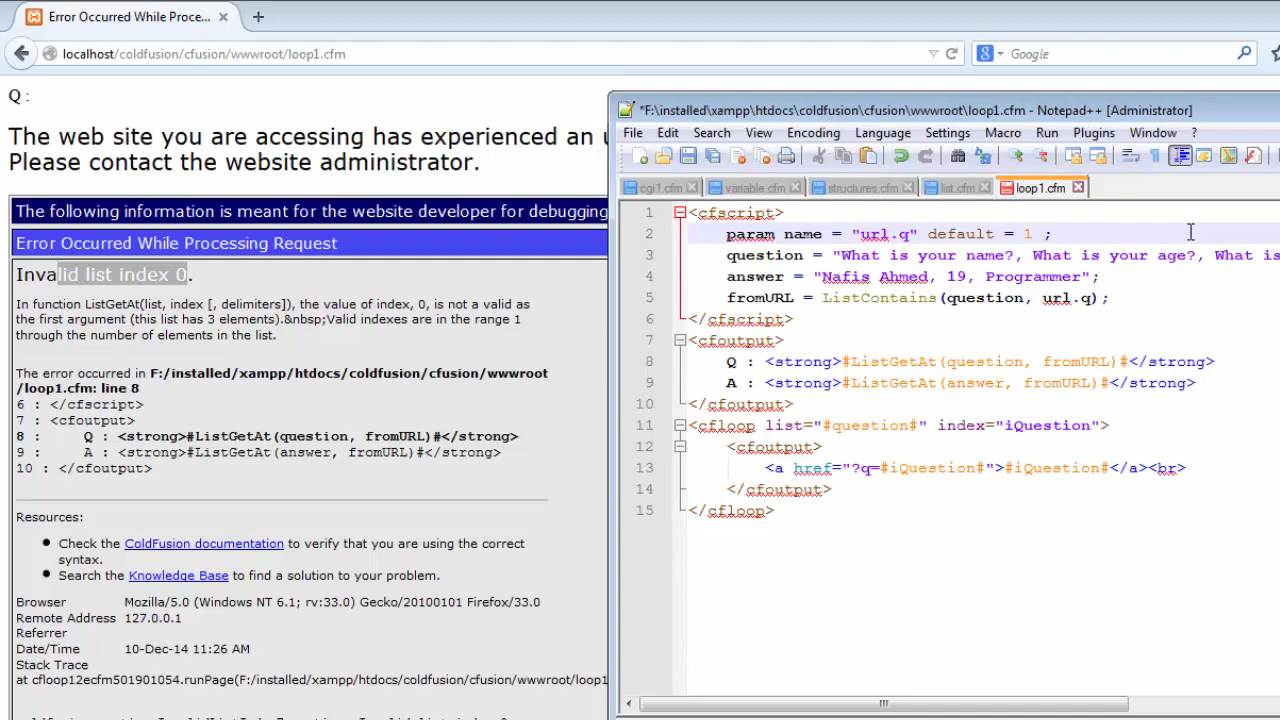 Error Occurred While Proce...
localhost/coldfusion/cfusion/wwwroot/loop1.cfm
Google
Q :
The web site you are accessing has experienced an
Please contact the website administrator.
The following information is meant for the website developer for debugging
Error Occurred While Processing Request
Invalid list index 0.
In function ListGetAt(list, index [, delimiters]), the value of index, 0, is not a valid as
the first argument (this list has 3 elements).&nbsp;Valid indexes are in the range 1
through the number of elements in the list.
The error occurred in F:/installed/xampp/htdocs/coldfusion/cfusion/wwwroot
/loop1.cfm: line 8
6 : </cfscript>
7 : <cfoutput>
8 : Q : <strong>#ListGetAt(question, fromURL)#</strong>
9 : A : <strong>#ListGetAt(answer, fromURL)#</strong>
10 : </cfoutput>
Resources:
Check the ColdFusion documentation to verify that you are using the correct
syntax.
Search the Knowledge Base to find a solution to your problem.
Browser Mozilla/5.0 (Windows NT 6.1; rv:33.0) Gecko/20100101 Firefox/33.0
Remote Address 127.0.0.1
Referrer
Date/Time 10-Dec-14 11:26 AM
Stack Trace
at cfloop12ecfm501901054.runPage(F:/installed/xampp/htdocs/coldfusion/cfusion/wwwroot/loop1
*F:\installed\xampp\htdocs\coldfusion\cfusion\wwwroot\loop1.cfm - Notepad++ [Administrator]
File Edit Search View Encoding Language Settings Macro Run Plugins Window ?
cgi1.cfm variable.cfm structures.cfm list.cfm loop1.cfm
1 <cfscript>
2 param name = "url.q" default = 1 ;
3 question = "What is your name?, What is your age?, What is
4 answer = "Nafis Ahmed, 19, Programmer";
5 fromURL = ListContains(question, url.q);
6 </cfscript>
7 <cfoutput>
8 Q : <strong>#ListGetAt(question, fromURL)#</strong>
9 A : <strong>#ListGetAt(answer, fromURL)#</strong>
10 </cfoutput>
11 <cfloop list="#question#" index="iQuestion">
12 <cfoutput>
13 <a href="?q=#iQuestion#">#iQuestion#</a><br>
14 </cfoutput>
15 </cfloop>